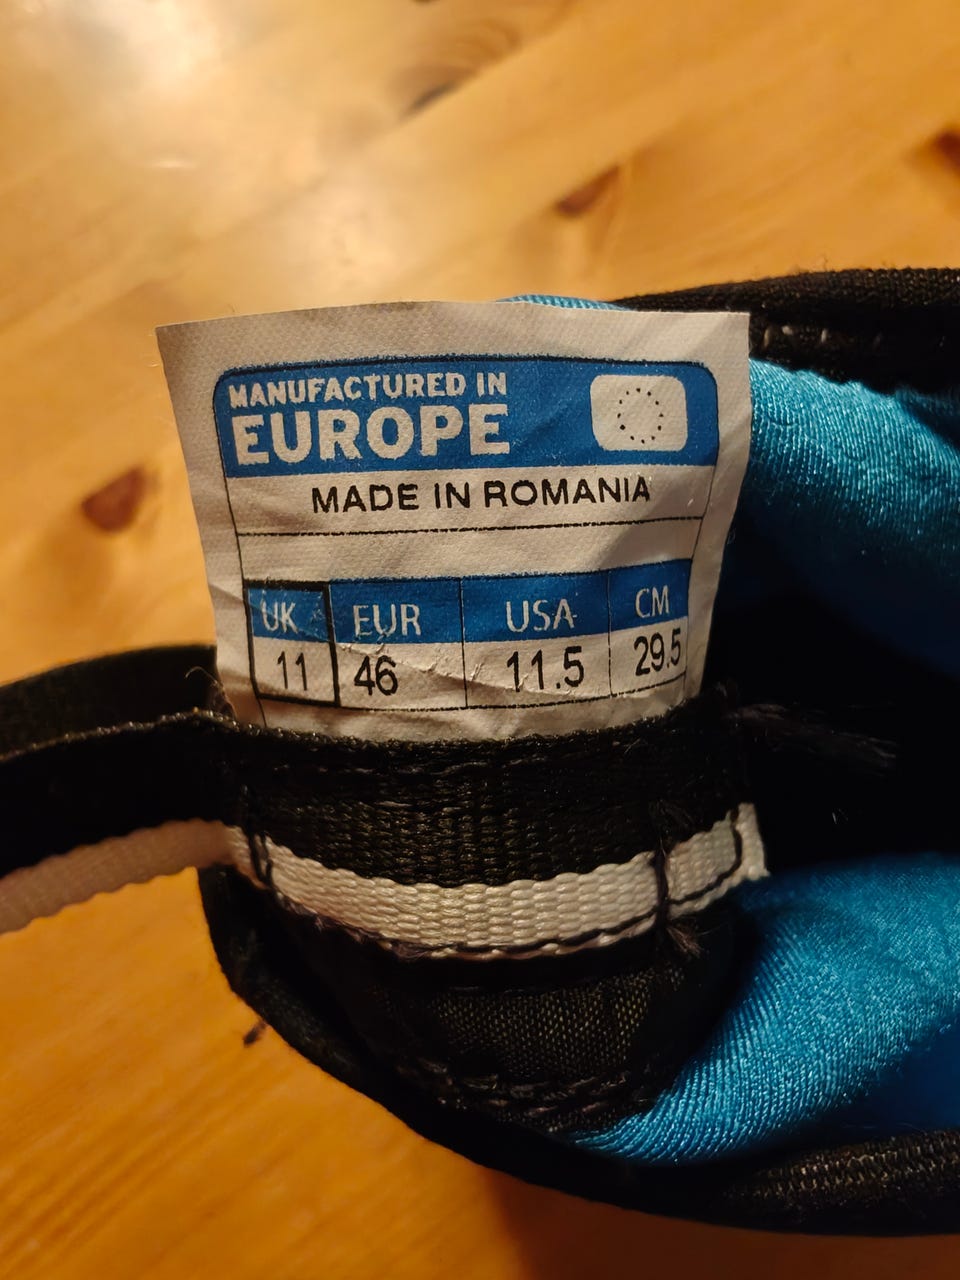 MANUFACTURED IN
EUROPE
MADE IN ROMANIA
UK EUR USA CM
11 46 11.5 29.5